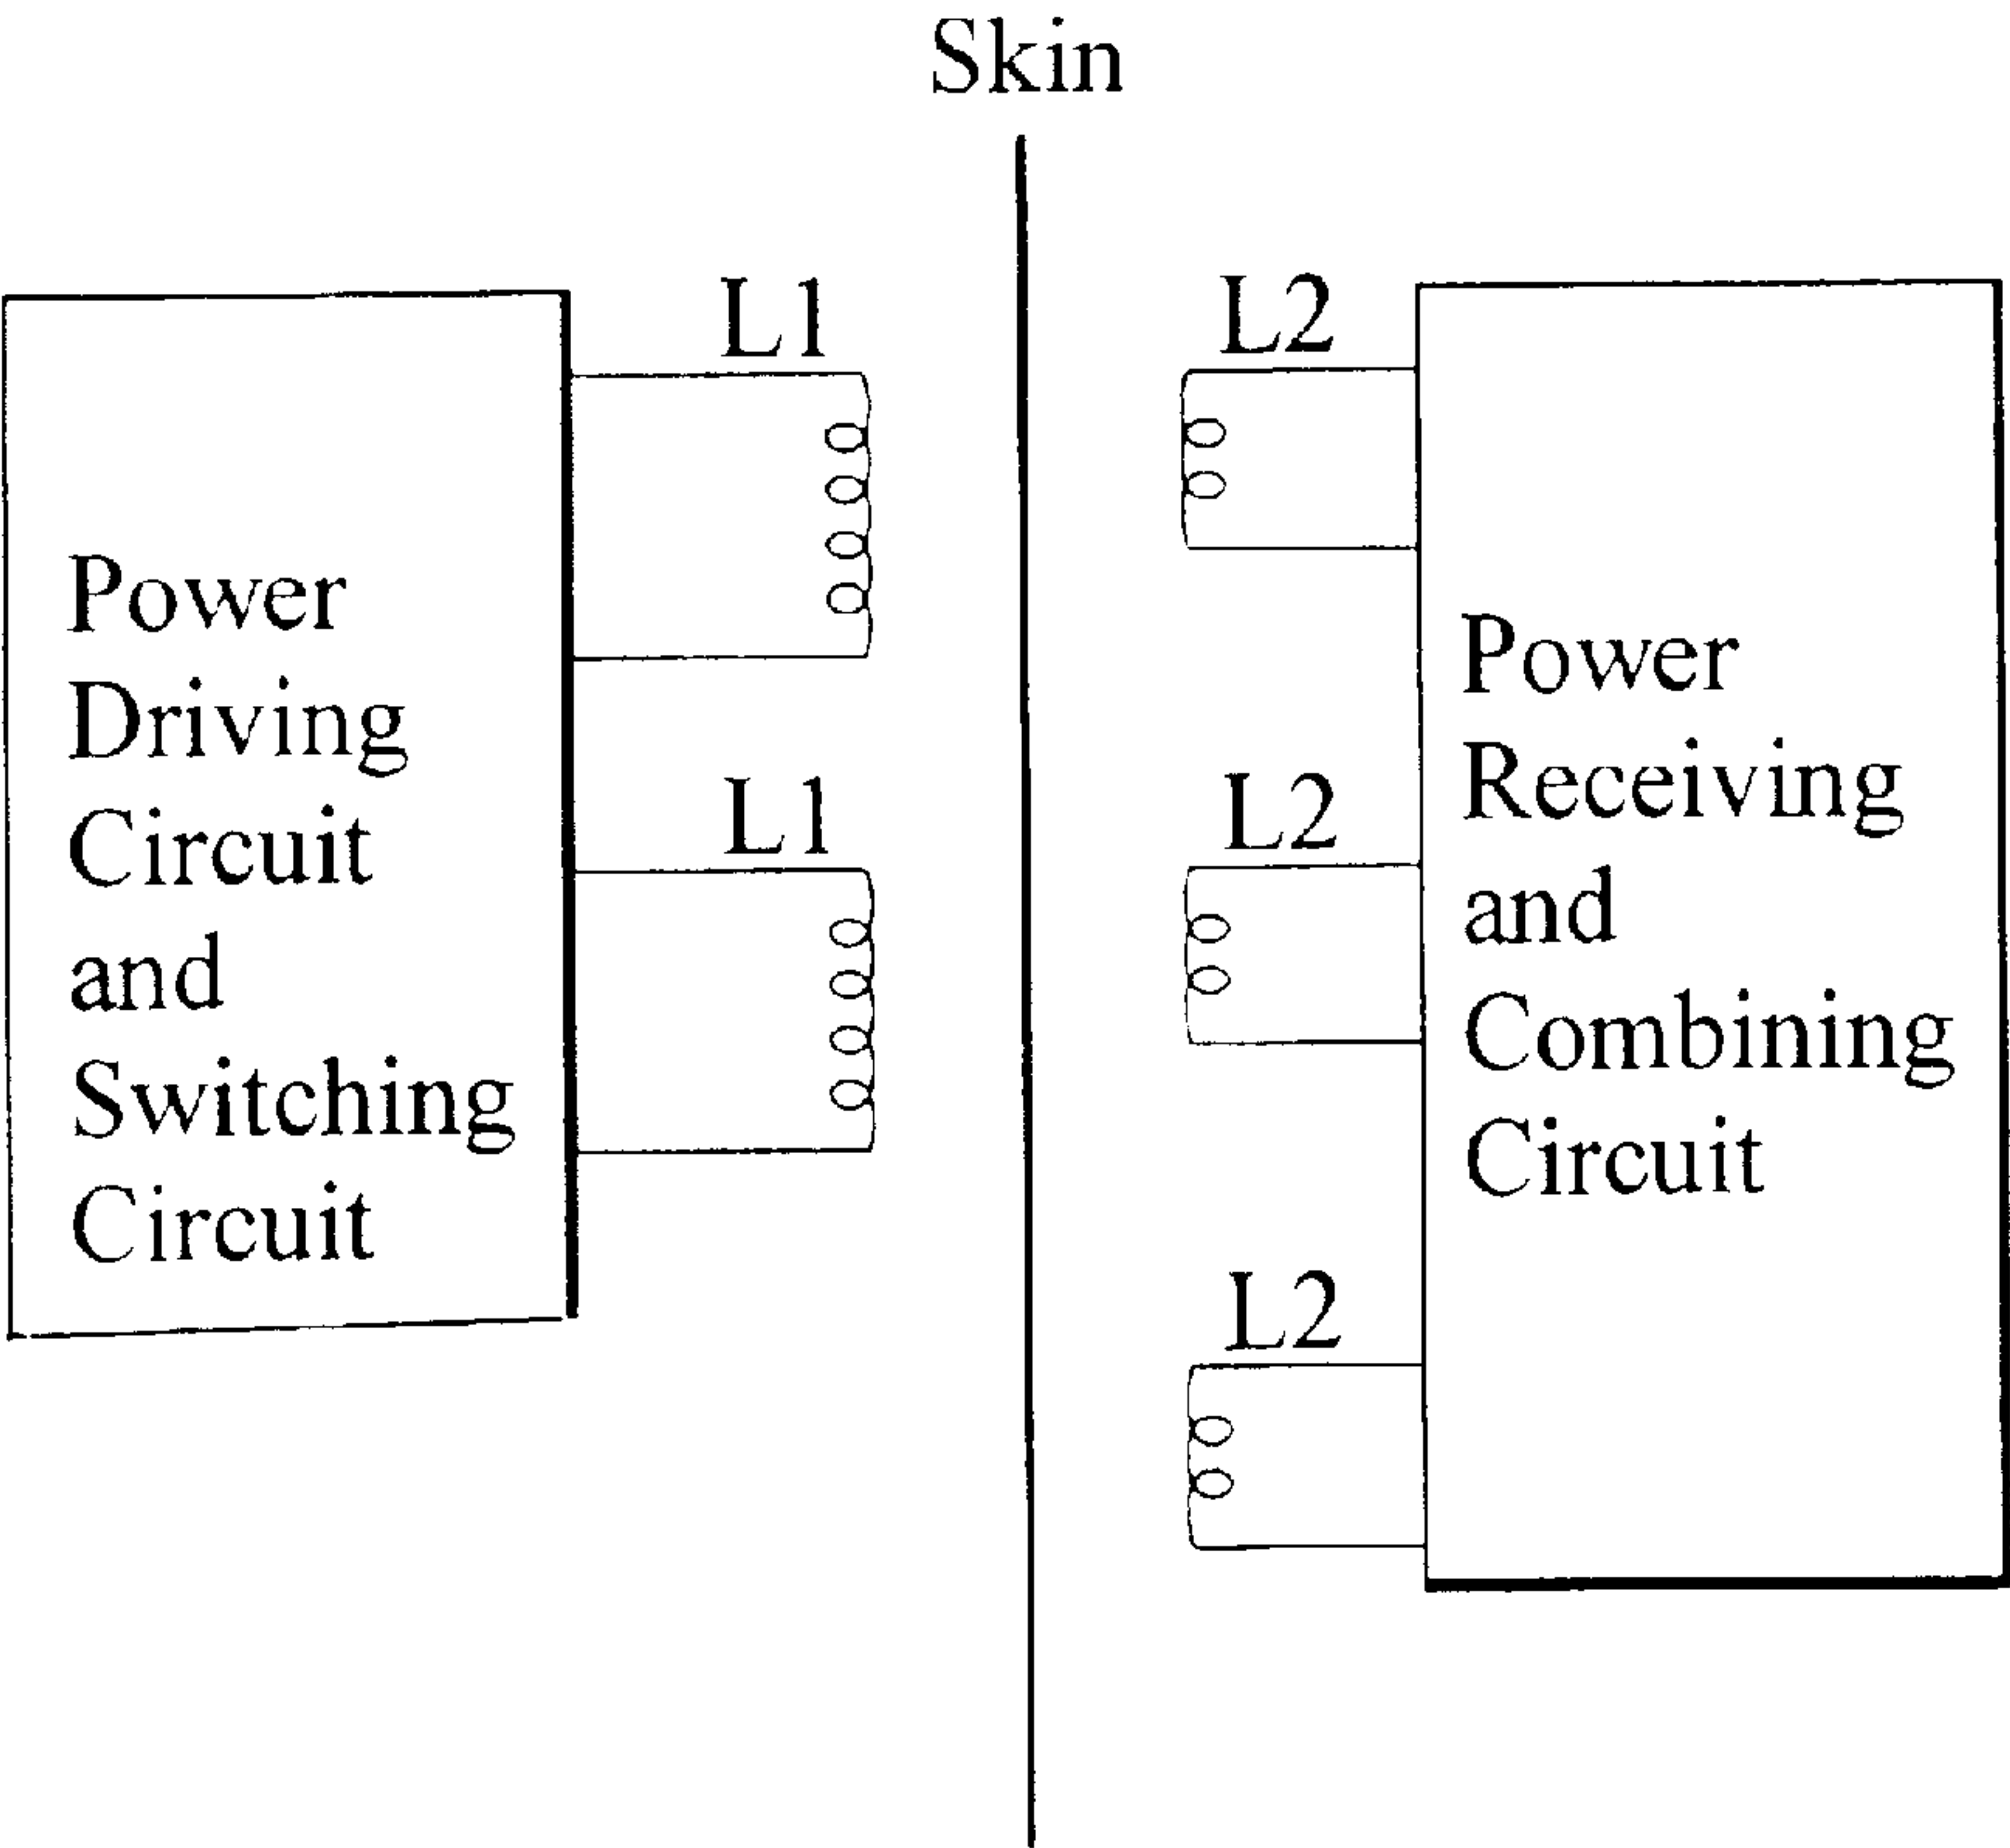 Skin
L1
L2
Power
Driving
Circuit
and
Switching
Circuit
L1
L2
L2
Power
Receiving
and
Combining
Circuit